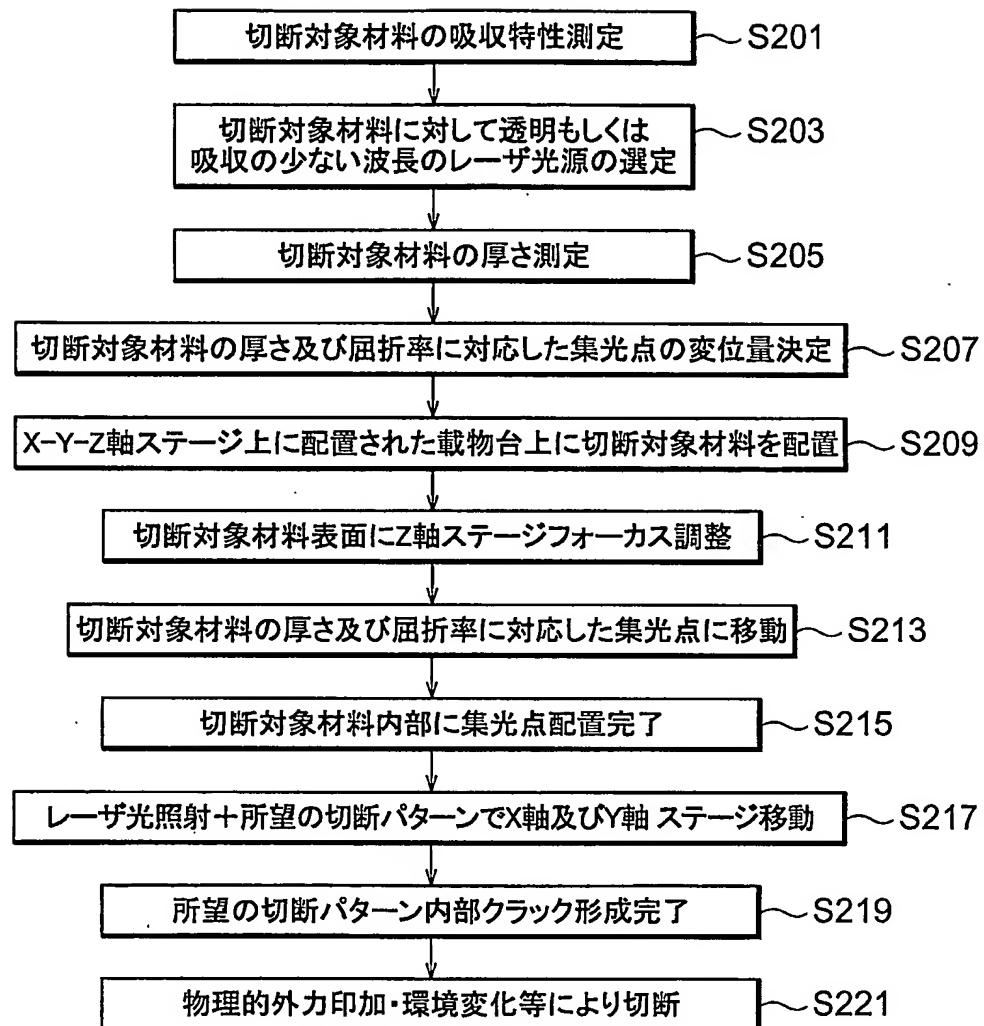 切断対象材料の吸収特性測定 S201
切断対象材料に対して透明もしくは
吸収の少ない波長のレーザ光源の選定 S203
切断対象材料の厚さ測定 S205
切断対象材料の厚さ及び屈折率に対応した集光点の変位量決定 S207
X-Y-Z軸ステージ上に配置された載物台上に切断対象材料を配置 S209
切断対象材料表面にZ軸ステージフォーカス調整 S211
切断対象材料の厚さ及び屈折率に対応した集光点に移動 S213
切断対象材料内部に集光点配置完了 S215
レーザ光照射+所望の切断パターンでX軸及びY軸 ステージ移動 S217
所望の切断パターン内部クラック形成完了 S219
物理的外力印加・環境変化等により切断 S221